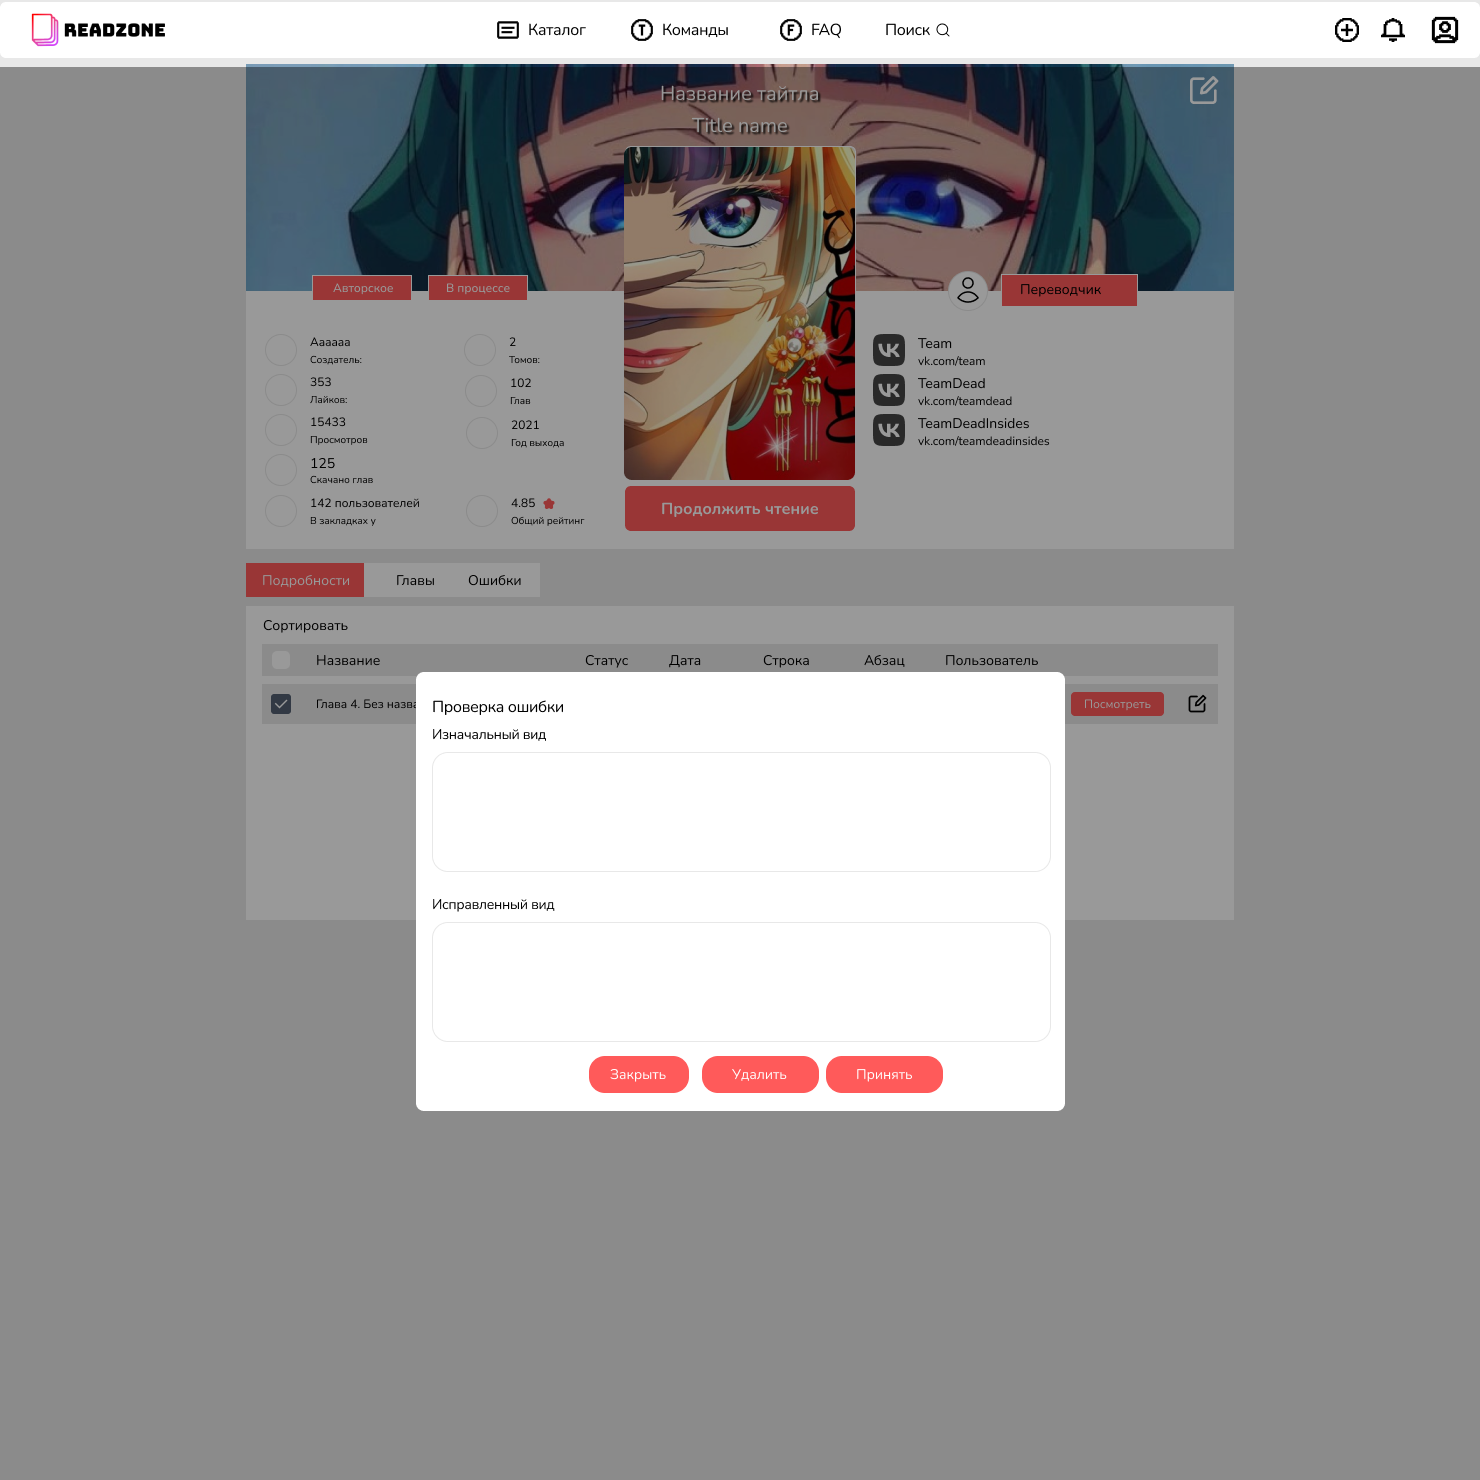 READZONE
Каталог
Команды
FAQ
Поиск
Название тайтла
Title name
Авторское
В процессе
Переводчик
Аааааа
Создатель:
353
Лайков:
15433
Просмотров
125
Скачано глав
142 пользователей
В закладках у
2
Томов:
102
Глав
2021
Год выхода
4.85
Общий рейтинг
Team
vk.com/team
TeamDead
vk.com/teamdead
TeamDeadInsides
vk.com/teamdeadinsides
Продолжить чтение
Подробности
Главы
Ошибки
Сортировать
Название
Статус
Дата
Строка
Абзац
Пользователь
Глава 4. Без назва
Посмотреть
Проверка ошибки
Изначальный вид
Исправленный вид
Закрыть
Удалить
Принять